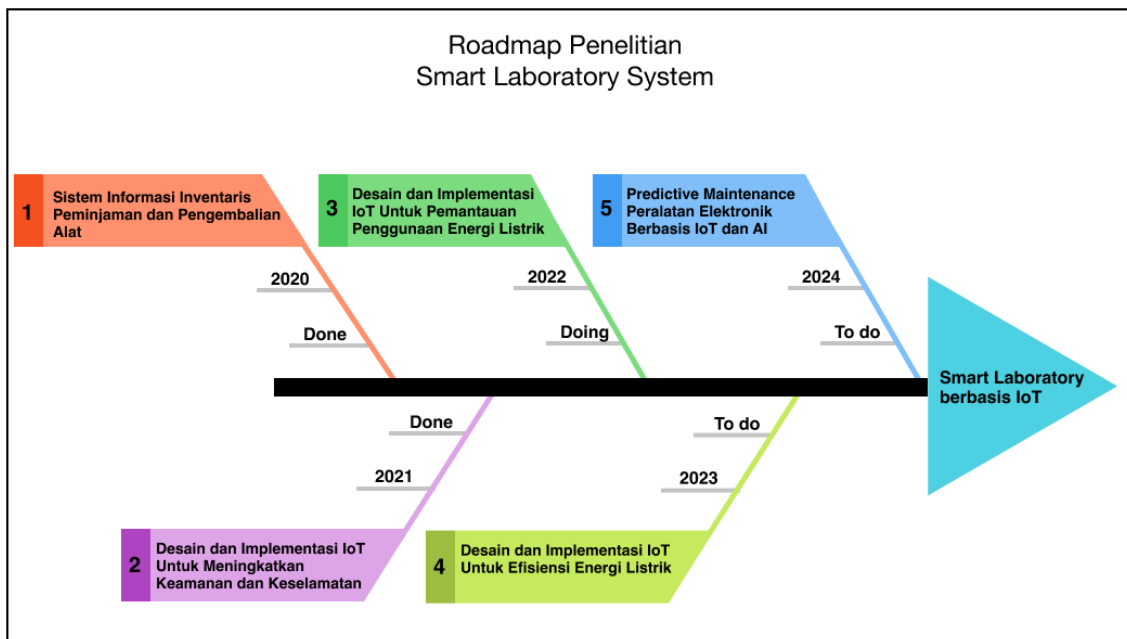 Roadmap Penelitian
Smart Laboratory System
1
Sistem Informasi Inventaris
Peminjaman dan Pengembalian
Alat
2020
Done
3
Desain dan Implementasi
IoT Untuk Pemantauan
Penggunaan Energi Listrik
2022
Doing
5
Predictive Maintenance
Peralatan Elektronik
Berbasis IoT dan AI
2024
To do
Smart Laboratory
berbasis IoT
Done
2021
2
Desain dan Implementasi IoT
Untuk Meningkatkan
Keamanan dan Keselamatan
To do
2023
4
Desain dan Implementasi IoT
Untuk Efisiensi Energi Listrik